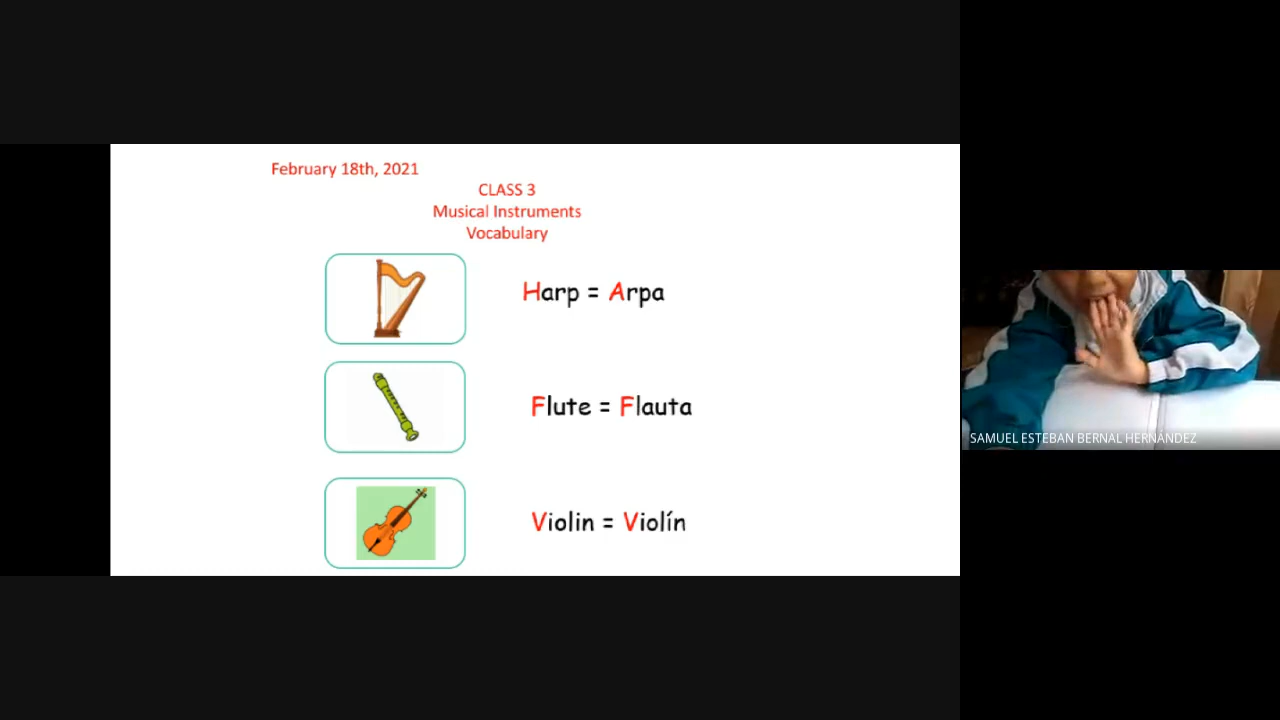 February 18th, 2021
CLASS 3
Musical Instruments
Vocabulary
Harp = Arpa
Flute = Flauta
Violin = Violín
SAMUEL ESTEBAN BERNAL HERNANDEZ